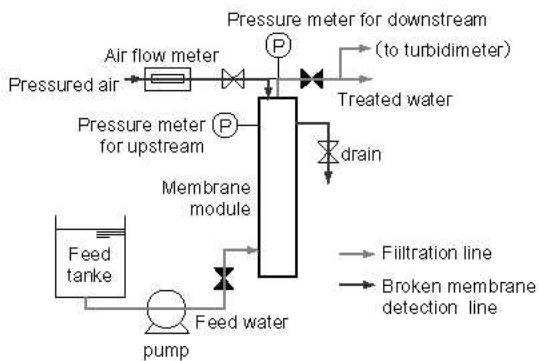 Pressure meter for downstream
Air flow meter
P
(to turbidimeter)
Pressured air
Treated water
Pressure meter
for upstream
P
drain
Membrane
module
Feed
tanke
Fiiltration line
Broken membrane
detection line
Feed water
pump